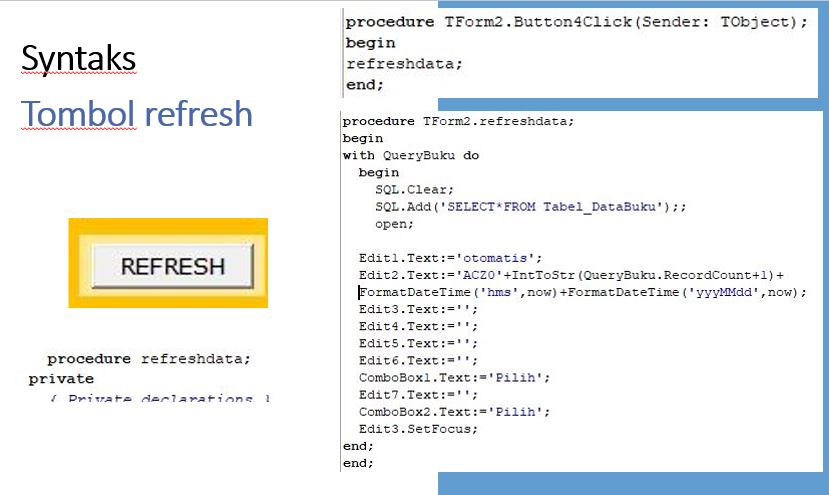 Syntaks
Tombol refresh
REFRESH
procedure refreshdata;
private
{ Private declarations }
procedure TForm2.Button4Click(Sender: TObject);
begin
refreshdata;
end;
procedure TForm2.refreshdata;
begin
with QueryBuku do
begin
SQL.Clear;
SQL.Add('SELECT*FROM Tabel_DataBuku');;
open;
Edit1.Text:='otomatis';
Edit2.Text:='ACZ0'+IntToStr(QueryBuku.RecordCount+1)+
FormatDateTime('hms',now)+FormatDateTime('yyyMMdd',now);
Edit3.Text:='';
Edit4.Text:='';
Edit5.Text:='';
Edit6.Text:='';
ComboBox1.Text:='Pilih';
Edit7.Text:='';
ComboBox2.Text:='Pilih';
Edit3.SetFocus;
end;
end;